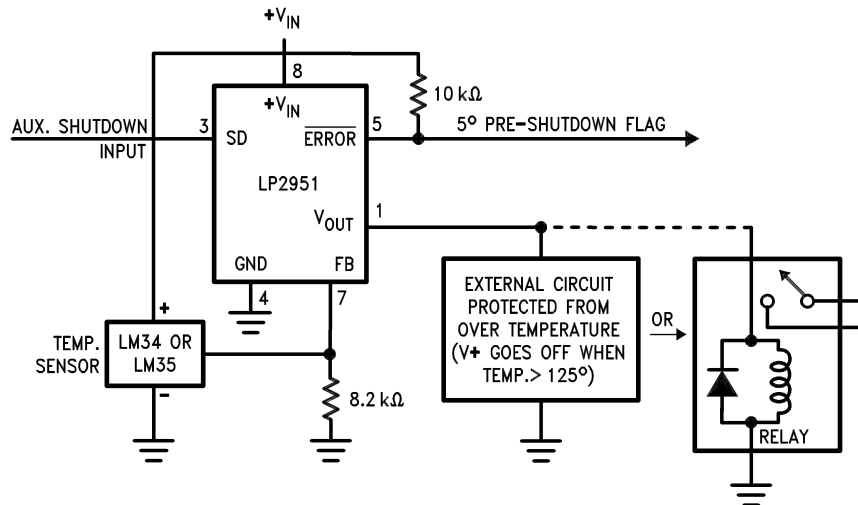 +VIN
8
10 kΩ
+VIN
AUX. SHUTDOWN
INPUT
3
SD
ERROR
5
5º PRE-SHUTDOWN FLAG
LP2951
VOUT
1
GND
FB
4
7
EXTERNAL CIRCUIT
PROTECTED FROM
OVER TEMPERATURE
(V+ GOES OFF WHEN
TEMP.> 125º)
OR
+
TEMP.
SENSOR
LM34 OR
LM35
-
8.2 kΩ
RELAY